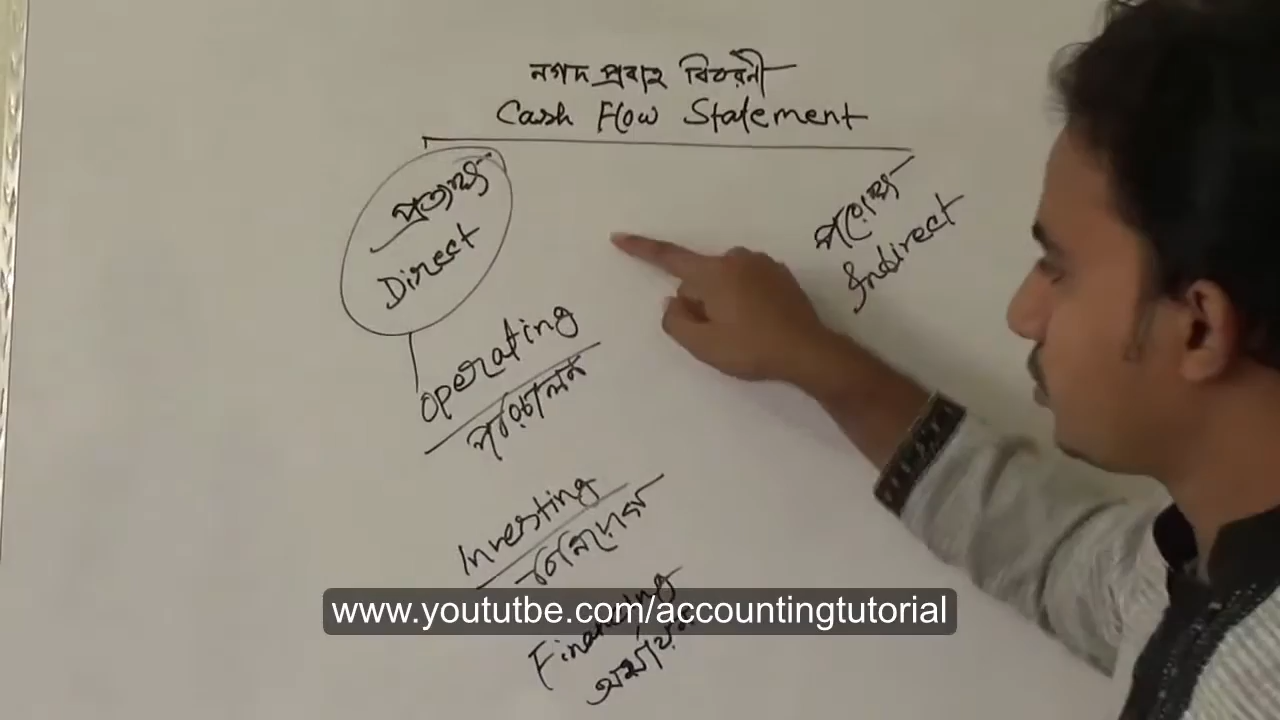 নগদ প্রবাহ বিবরনী
Cash Flow Statement
প্রত্যক্ষ
Direct
পরোক্ষ
Indirect
Operating
পরিচালন
Investing
বিনিয়োগ
Financing
অর্থায়ন
www.yoututbe.com/accountingtutorial